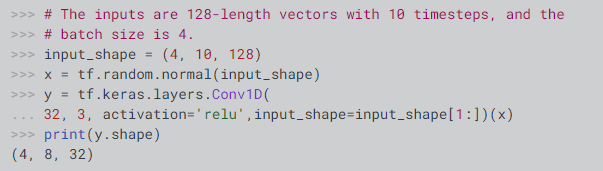 >>> # The inputs are 128-length vectors with 10 timesteps, and the
>>> # batch size is 4.
>>> input_shape = (4, 10, 128)
>>> x = tf.random.normal(input_shape)
>>> y = tf.keras.layers.Conv1D(
... 32, 3, activation='relu',input_shape=input_shape[1:])(x)
>>> print(y.shape)
(4, 8, 32)